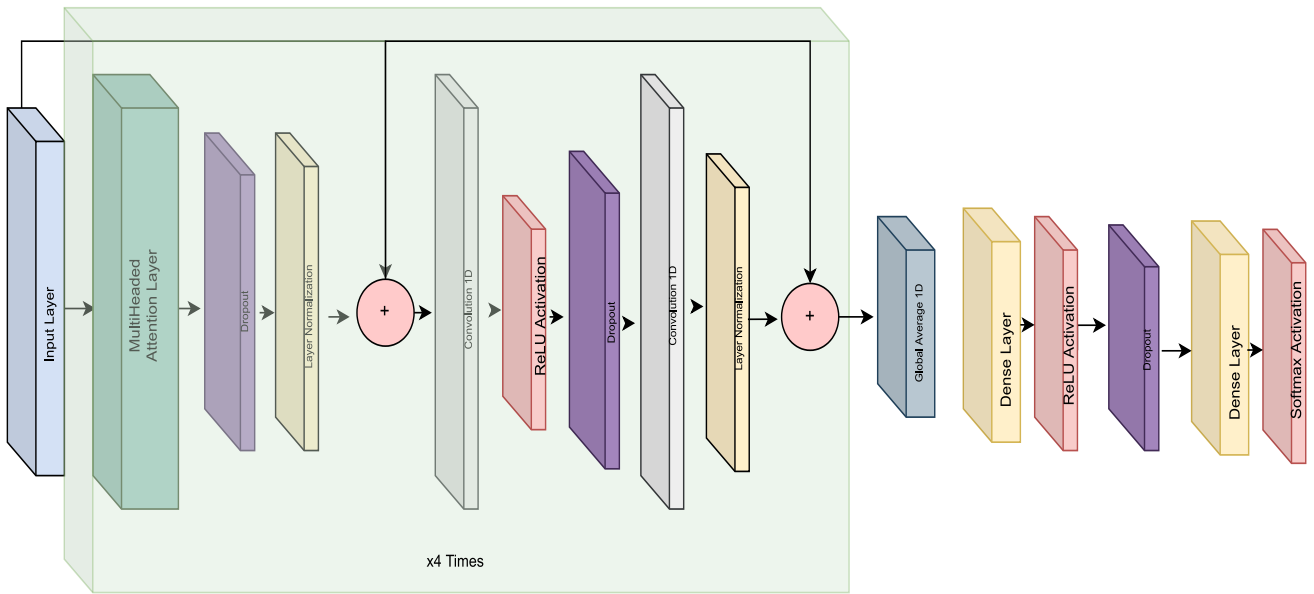 Input Layer
MultiHeaded
Attention Layer
Dropout
Layer Normalization
+
Convolution 1D
ReLU Activation
Dropout
Convolution 1D
Layer Normalization
+
Global Average 1D
Dense Layer
ReLU Activation
Dropout
Dense Layer
Softmax Activation
x4 Times